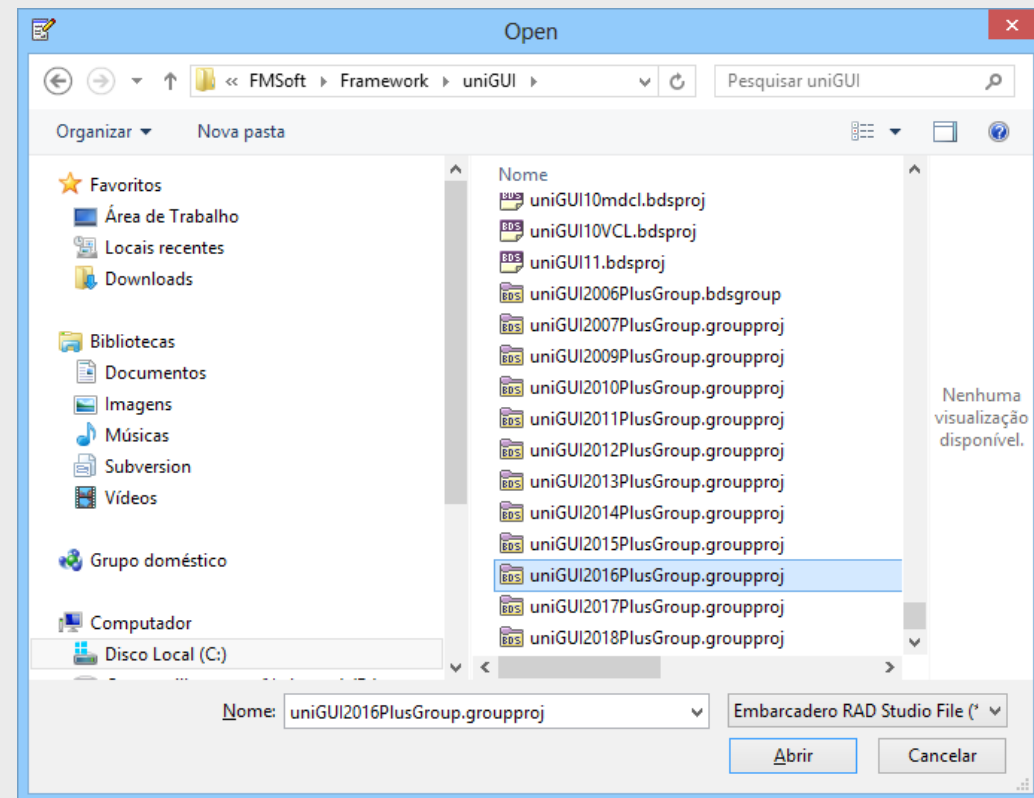 Open
« FMSoft Framework uniGUI
Pesquisar uniGUI
Organizar
Nova pasta
Favoritos
Área de Trabalho
Locais recentes
Downloads
Bibliotecas
Documentos
Imagens
Músicas
Subversion
Vídeos
Grupo doméstico
Computador
Disco Local (C:)
Nome
uniGUI10mdcl.bdsproj
uniGUI10VCL.bdsproj
uniGUI11.bdsproj
uniGUI2006PlusGroup.bdsgroup
uniGUI2007PlusGroup.groupproj
uniGUI2009PlusGroup.groupproj
uniGUI2010PlusGroup.groupproj
uniGUI2011PlusGroup.groupproj
uniGUI2012PlusGroup.groupproj
uniGUI2013PlusGroup.groupproj
uniGUI2014PlusGroup.groupproj
uniGUI2015PlusGroup.groupproj
uniGUI2016PlusGroup.groupproj
uniGUI2017PlusGroup.groupproj
uniGUI2018PlusGroup.groupproj
Nenhuma
visualização
disponível.
Nome: uniGUI2016PlusGroup.groupproj
Embarcadero RAD Studio File (*
Abrir
Cancelar